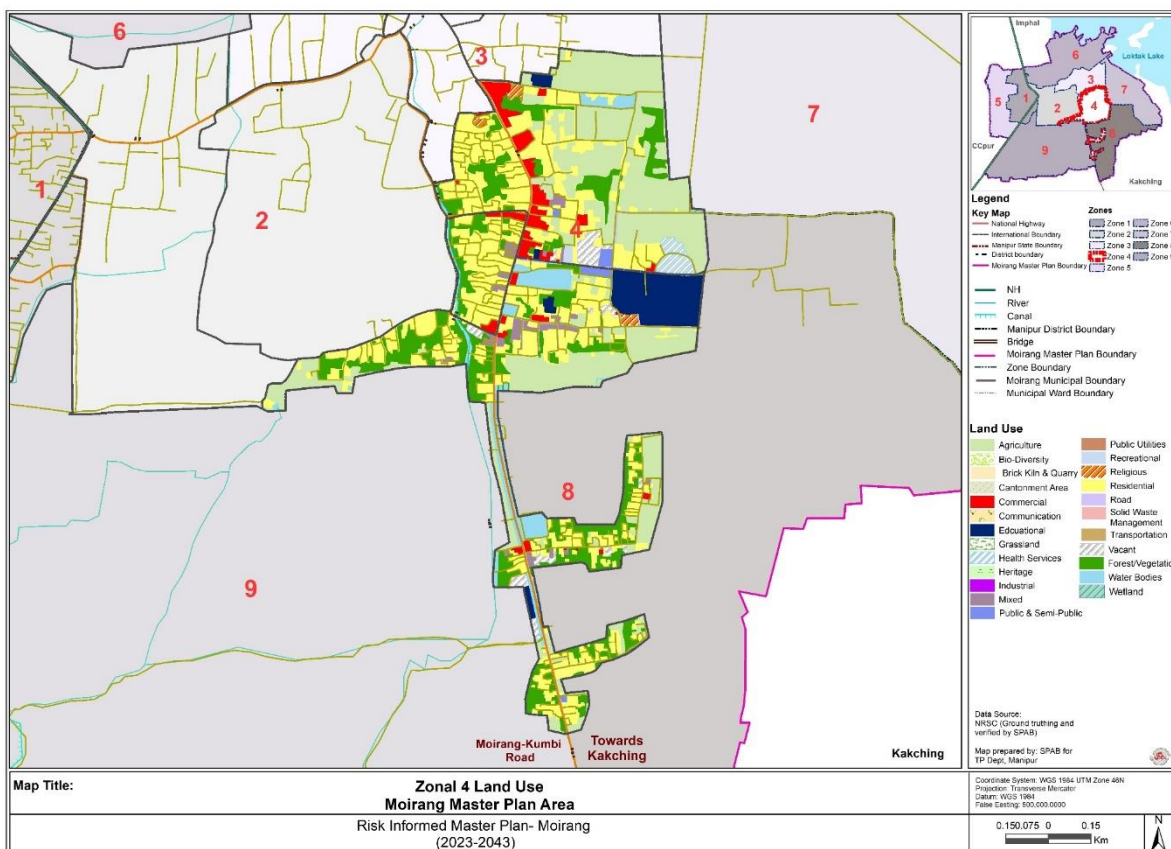 6
3
7
1
2
4
8
9
Moirang-Kumbi
Road
Towards
Kakching
Kakching
Imphal
Loktak Lake
6
3
7
5
1
2
4
8
9
CCpur
Kakching
Legend
Key Map
National Highway
International Boundary
Manipur State Boundary
District boundary
Moirang Master Plan Boundary
Zones
Zone 1
Zone 2
Zone 3
Zone 4
Zone 5
Zone
Zone
Zone
Zone
NH
River
Canal
Manipur District Boundary
Bridge
Moirang Master Plan Boundary
Zone Boundary
Moirang Municipal Boundary
Municipal Ward Boundary
Land Use
Agriculture
Bio-Diversity
Brick Kiln & Quarry
Cantonment Area
Commercial
Communication
Edcuational
Grassland
Health Services
Heritage
Industrial
Mixed
Public & Semi-Public
Public Utilities
Recreational
Religious
Residential
Road
Solid Waste
Management
Transportation
Vacant
Forest/Vegetatic
Water Bodies
Wetland
Data Source:
NRSC (Ground truthing and
verified by SPAB)
Map prepared by: SPAB for
TP Dept, Manipur
Map Title:
Zonal 4 Land Use
Moirang Master Plan Area
Risk Informed Master Plan- Moirang
(2023-2043)
Coordinate System: WGS 1984 UTM Zone 46N
Projection: Transverse Mercator
Datum: WGS 1984
False Easting: 500,000.0000
0.150.075 0 0.15
Km
N